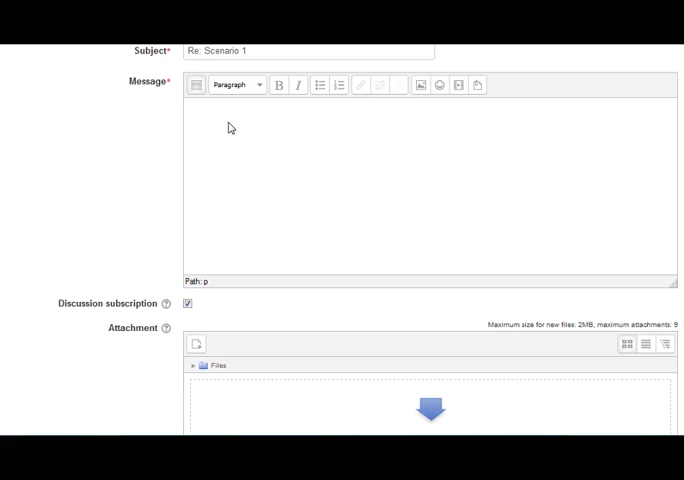 Subject*
Re: Scenario 1
Message*
Paragraph
B I
Path: p
Discussion subscription
Maximum size for new files: 2MB, maximum attachments: 9
Attachment
Files